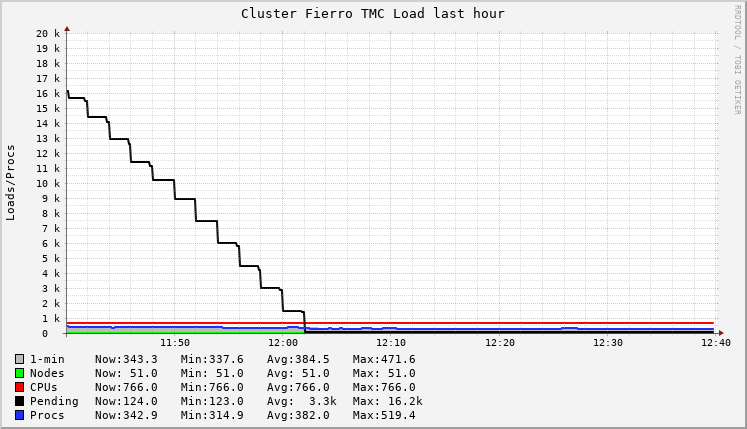 Cluster Fierro TMC Load last hour
RRDTOOL / TOBI OETIKER
Loads/Procs
20 k
19 k
18 k
17 k
16 k
15 k
14 k
13 k
12 k
11 k
10 k
9 k
8 k
7 k
6 k
5 k
4 k
3 k
2 k
1 k
0
11:50 12:00 12:10 12:20 12:30 12:40
1-min Now:343.3 Min:337.6 Avg:384.5 Max:471.6
Nodes Now: 51.0 Min: 51.0 Avg: 51.0 Max: 51.0
CPUs Now:766.0 Min:766.0 Avg:766.0 Max:766.0
Pending Now:124.0 Min:123.0 Avg: 3.3k Max: 16.2k
Procs Now:342.9 Min:314.9 Avg:382.0 Max:519.4